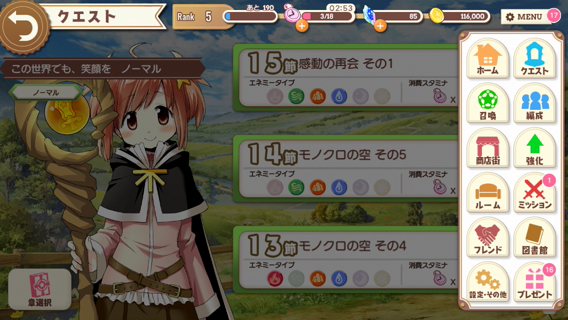 クエスト
Rank 5
あと 190
02:53
3/18
85
116,000
MENU 17
この世界でも、笑顔を ノーマル
ノーマル
15節 感動の再会 その1
エネミータイプ
消費スタミナ
x
14節 モノクロの空 その5
エネミータイプ
消費スタミナ
x
13節 モノクロの空 その4
エネミータイプ
消費スタミナ
x
章選択
ホーム
クエスト
召喚
編成
商店街
強化
ルーム
ミッション 1
フレンド
図書館
設定・その他
プレゼント 16